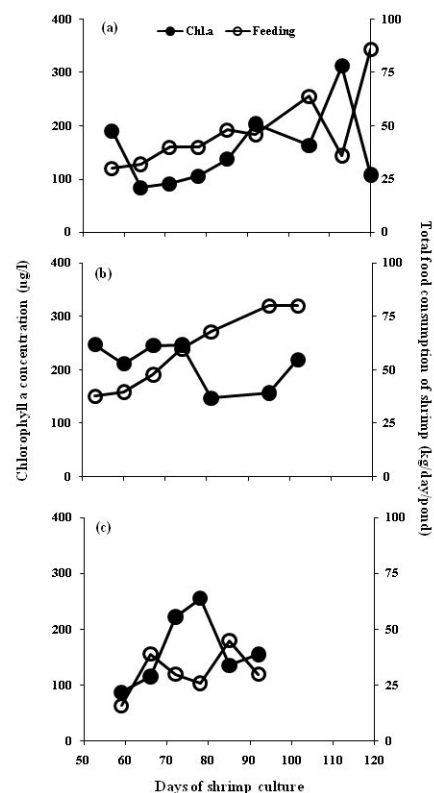 (a) Chl.a Feeding
400 100
300 75
200 50
100 25
0 0
(b)
400 100
300 75
200 50
100 25
0 0
(c)
400 100
300 75
200 50
100 25
0 0
50 60 70 80 90 100 110 120
Days of shrimp culture
Chlorophyll a concentration (µg/l)
Total food consumption of shrimp (kg/day/pond)